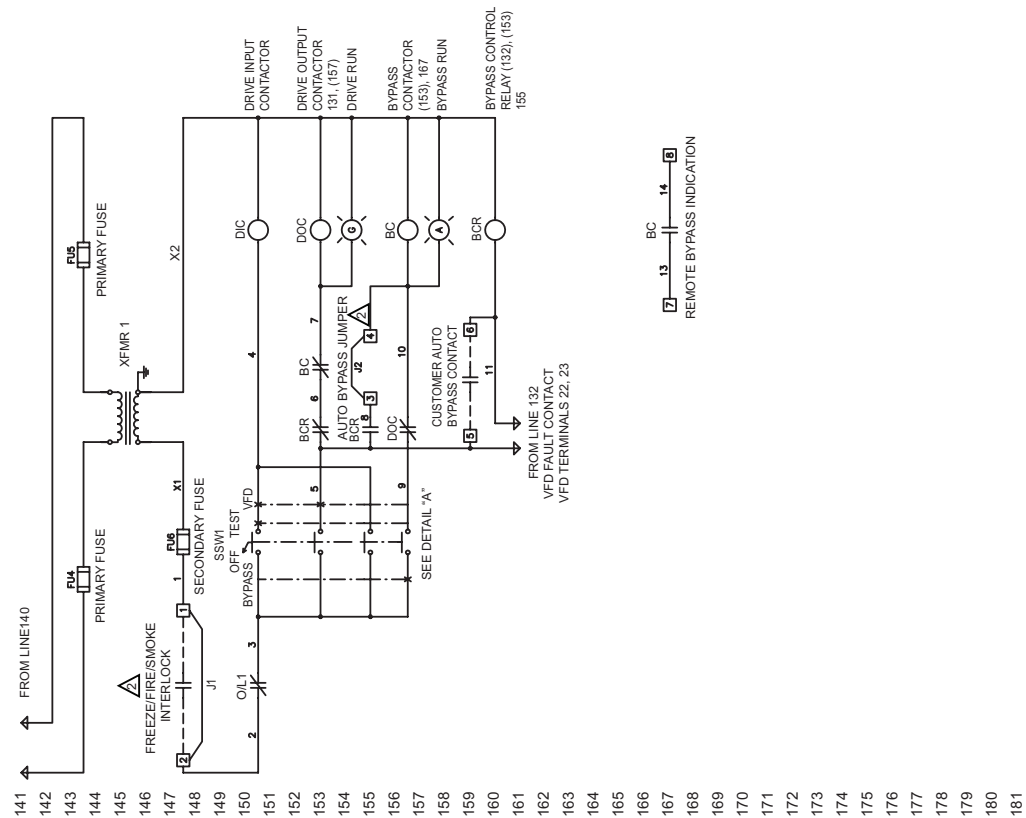 141
142
143
144
145
146
147
148
149
150
151
152
153
154
155
156
157
158
159
160
161
162
163
164
165
166
167
168
169
170
171
172
173
174
175
176
177
178
179
180
181
FROM LINE140
FU4
PRIMARY FUSE
FU5
PRIMARY FUSE
XFMR 1
2
FREEZE/FIRE/SMOKE
INTERLOCK
2
1
J1
1
FU6
SECONDARY FUSE
X1
X2
2
O/L1
3
SSW1
BYPASS
OFF
TEST
VFD
4
DIC
DRIVE INPUT
CONTACTOR
5
BCR
6
BC
7
DOC
DRIVE OUTPUT
CONTACTOR
131, (157)
G
DRIVE RUN
AUTO BYPASS JUMPER
2
BCR
8
3
J2
4
9
DOC
10
BC
BYPASS
CONTACTOR
(153), 167
A
BYPASS RUN
SEE DETAIL "A"
CUSTOMER AUTO
BYPASS CONTACT
5
6
11
BCR
BYPASS CONTROL
RELAY (132), (153)
155
FROM LINE 132
VFD FAULT CONTACT
VFD TERMINALS 22, 23
7
13
BC
14
8
REMOTE BYPASS INDICATION